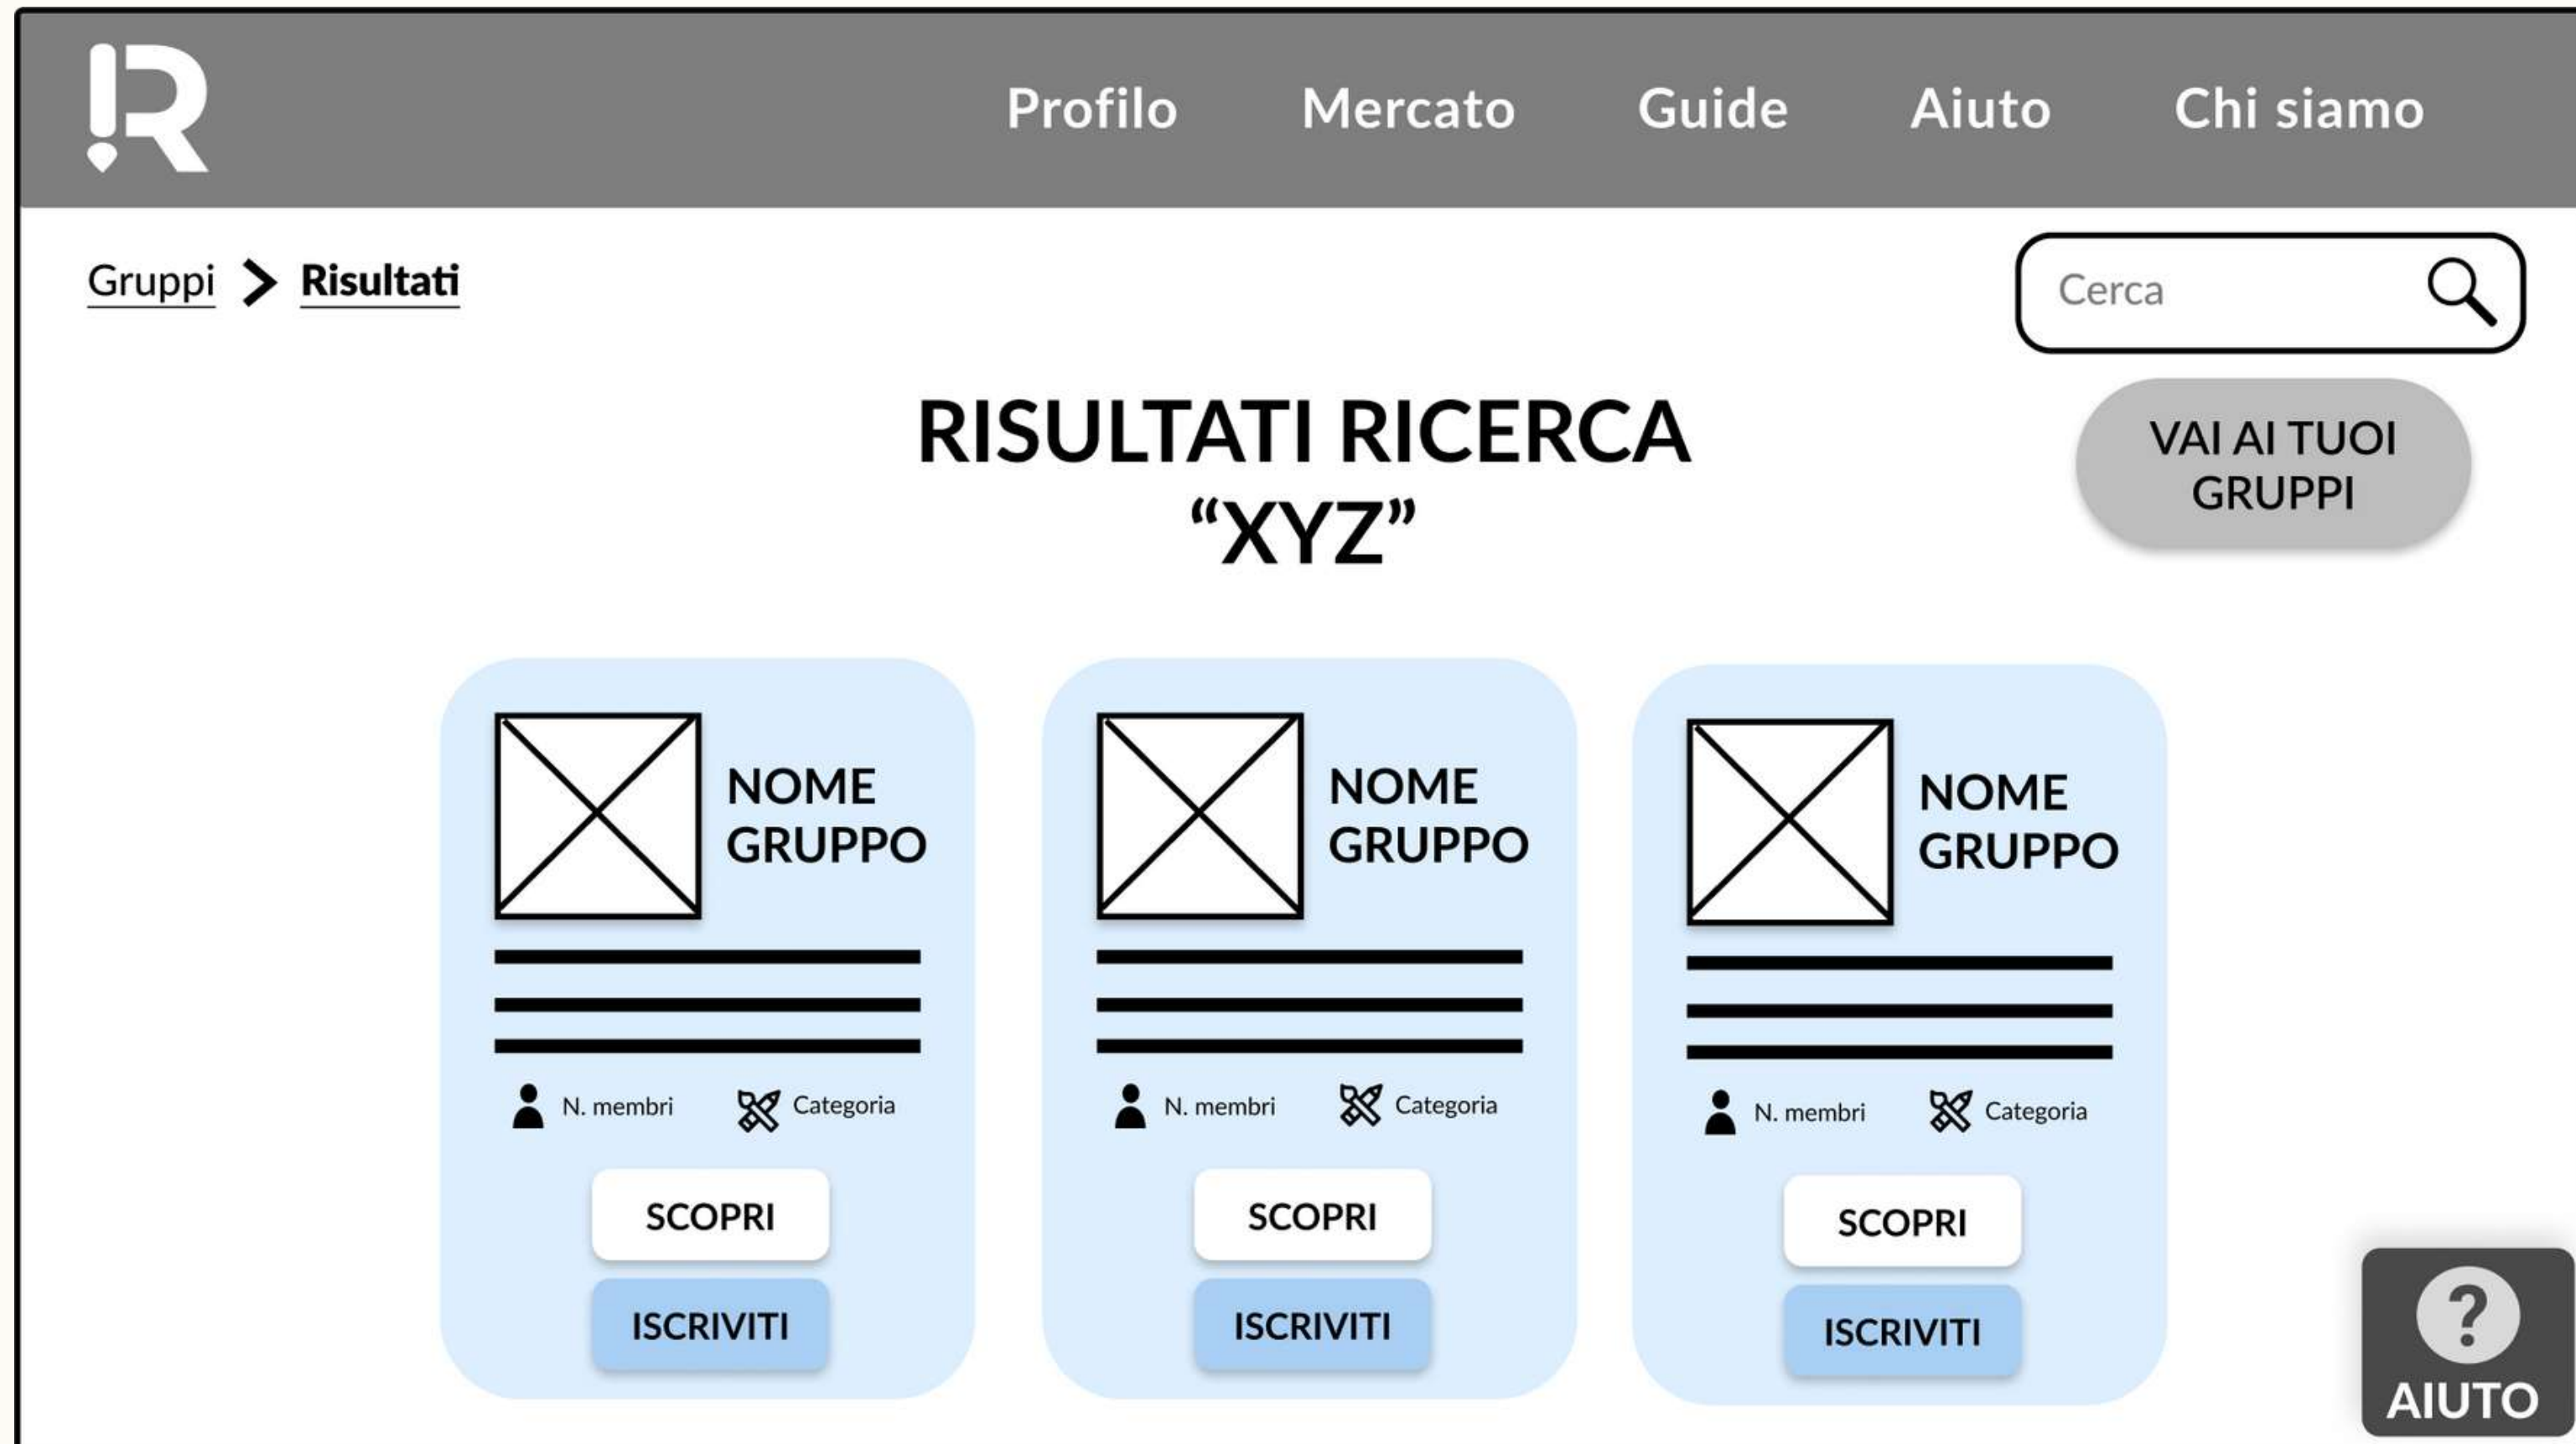 R
Profilo Mercato Guide Aiuto Chi siamo
Gruppi > Risultati
Cerca
RISULTATI RICERCA
“XYZ”
VAI AI TUOI
GRUPPI
NOME
GRUPPO
N. membri Categoria
SCOPRI
ISCRIVITI
NOME
GRUPPO
N. membri Categoria
SCOPRI
ISCRIVITI
NOME
GRUPPO
N. membri Categoria
SCOPRI
ISCRIVITI
?
AIUTO